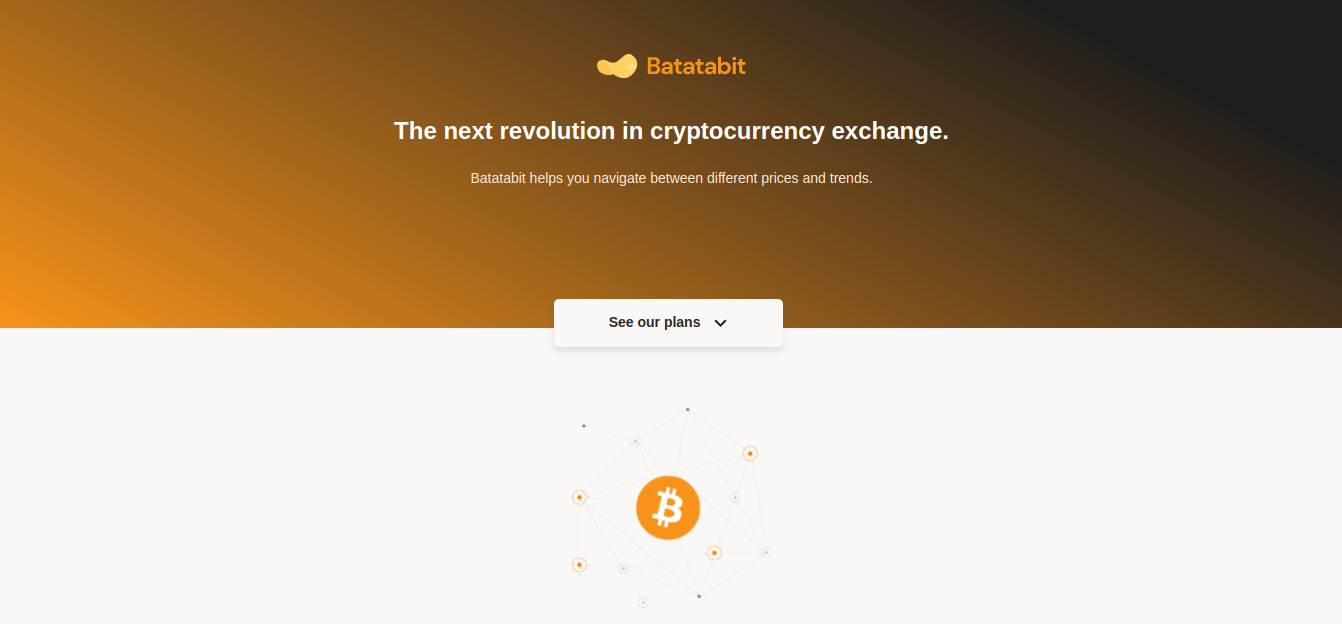 Batatabit
The next revolution in cryptocurrency exchange.
Batatabit helps you navigate between different prices and trends.
See our plans